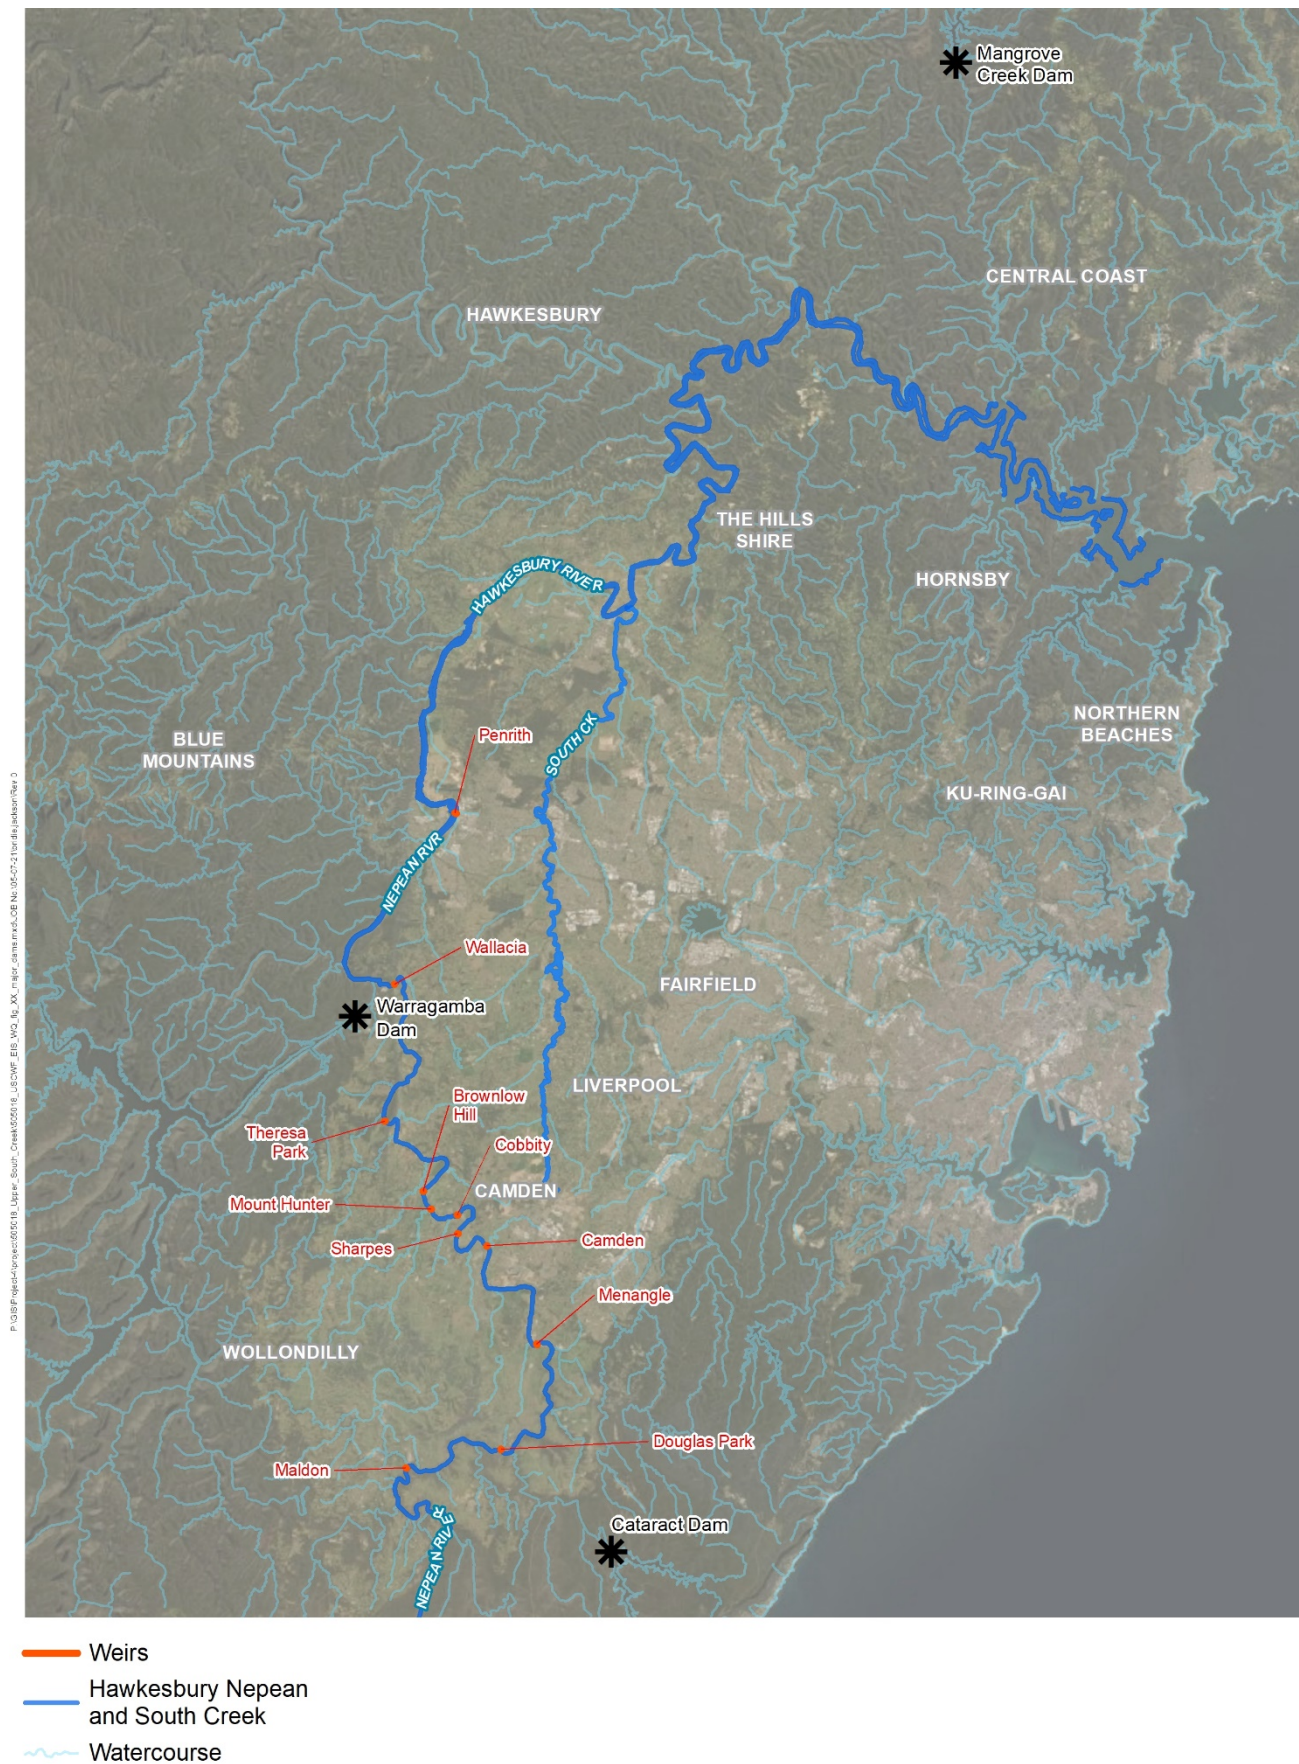 Mangrove
Creek Dam
CENTRAL COAST
HAWKESBURY
THE HILLS
SHIRE
HAWKESBURY RIVER
HORNSBY
NORTHERN
BEACHES
SOUTH CK
Penrith
BLUE
MOUNTAINS
KU-RING-GAI
NEPEAN RVR
Wallacia
FAIRFIELD
Warragamba
Dam
LIVERPOOL
Brownlow
Hill
Theresa
Park
Cobbity
CAMDEN
Mount Hunter
Sharpes
Camden
Menangle
WOLLONDILLY
Douglas Park
Maldon
Cataract Dam
NEPEAN RIVER
Weirs
Hawkesbury Nepean
and South Creek
Watercourse